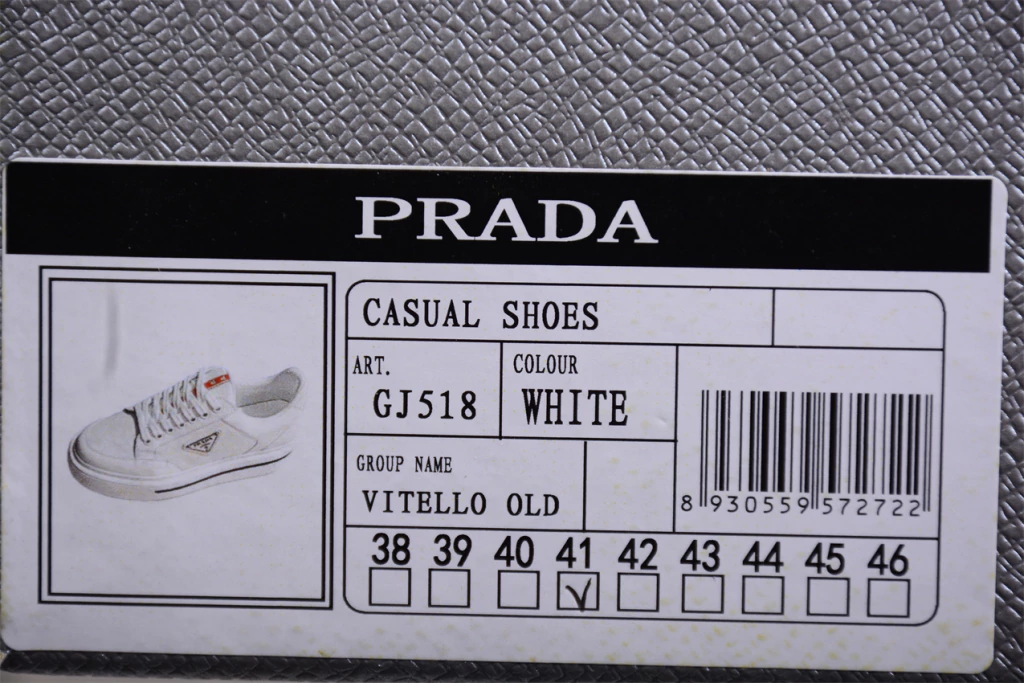 PRADA
CASUAL SHOES
ART.
GJ518
COLOUR
WHITE
GROUP NAME
VITELLO OLD
8 930559 572722
38 39 40 41 42 43 44 45 46
PRADA